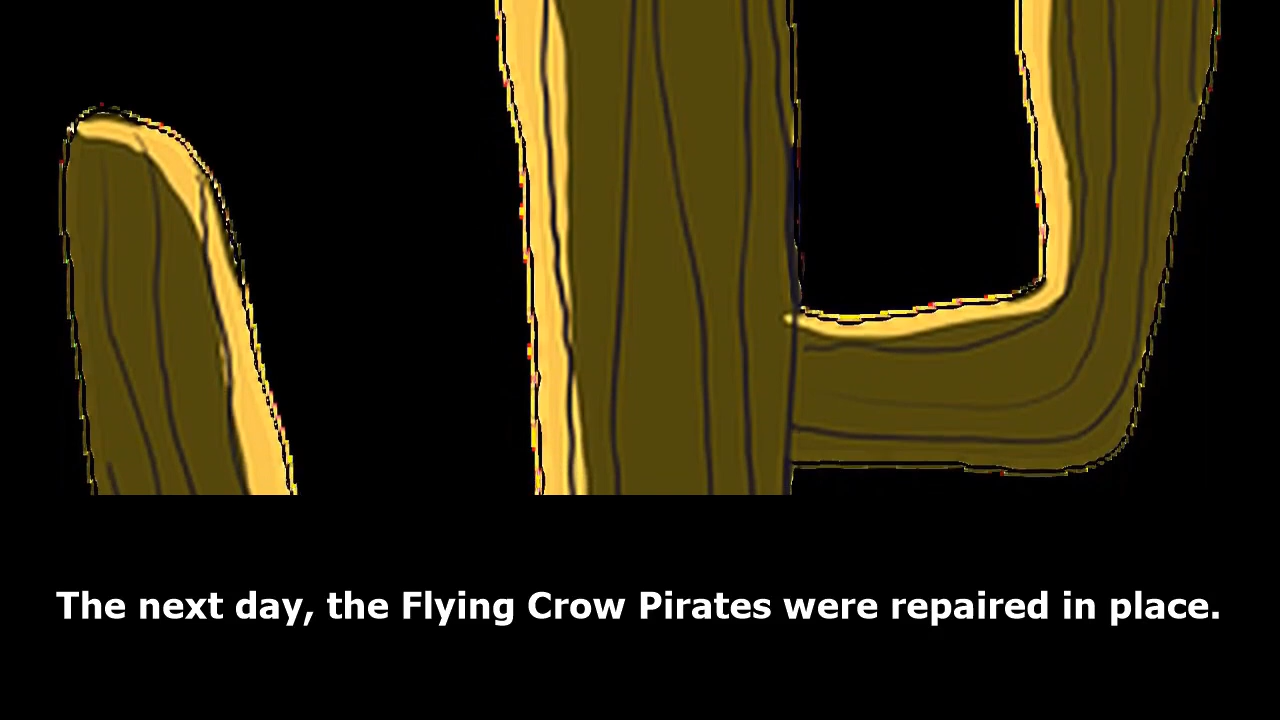 The next day, the Flying Crow Pirates were repaired in place.